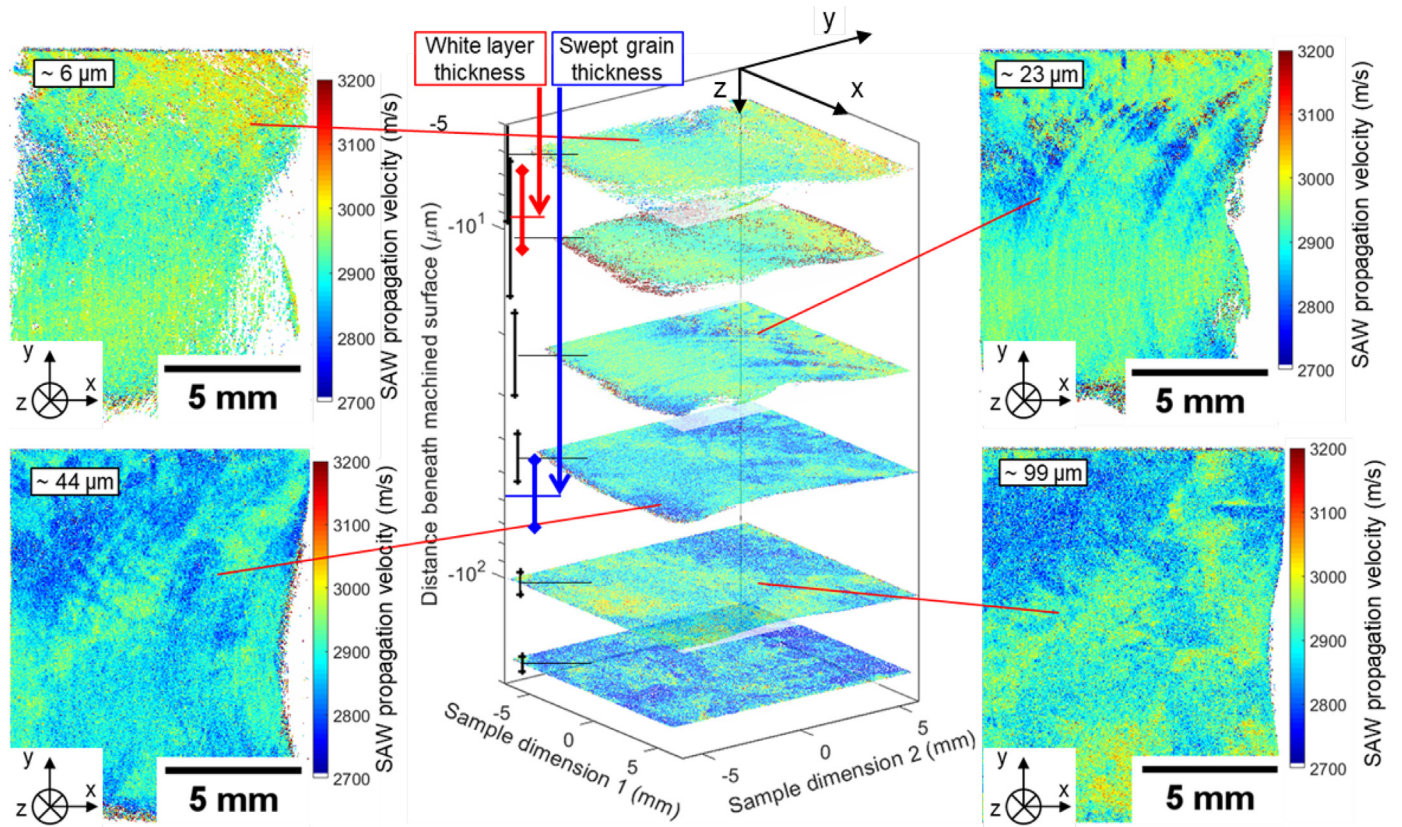 ~ 6 µm
3200
3100
3000
2900
2800
2700
SAW propagation velocity (m/s)
y
x
z
5 mm
~ 44 µm
3200
3100
3000
2900
2800
2700
SAW propagation velocity (m/s)
y
x
z
5 mm
White layer
thickness
Swept grain
thickness
y
x
z
-5
-10¹
-10²
Distance beneath machined surface (μm)
-5
0
5
Sample dimension 1 (mm)
-5
0
5
Sample dimension 2 (mm)
~ 23 µm
3200
3100
3000
2900
2800
2700
SAW propagation velocity (m/s)
y
x
z
5 mm
~ 99 µm
3200
3100
3000
2900
2800
2700
SAW propagation velocity (m/s)
y
x
z
5 mm